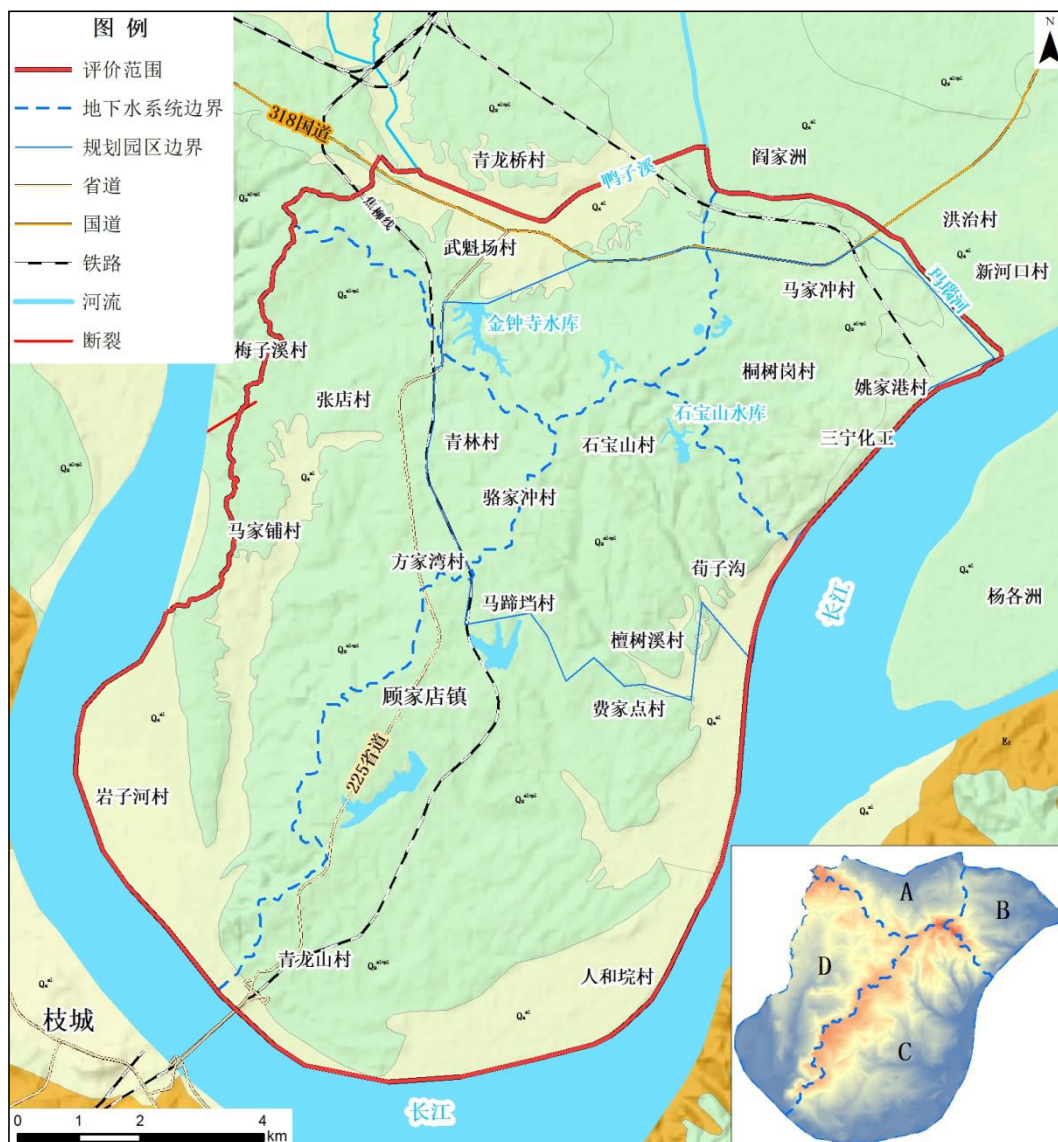 图 例
评价范围
地下水系统边界
规划园区边界
省道
国道
铁路
河流
断裂
N
318国道
青龙桥村
鸭子溪
阎家洲
焦柳线
武魁场村
洪治村
新河口村
玛瑙河
马家冲村
金钟寺水库
梅子溪村
张店村
桐树岗村
姚家港村
石宝山水库
青林村
石宝山村
三宁化工
骆家冲村
马家铺村
方家湾村
荀子沟
马蹄垱村
杨各洲
长江
檀树溪村
顾家店镇
费家点村
225省道
岩子河村
青龙山村
人和垸村
枝城
长江
A
B
D
C
0 1 2 4
km